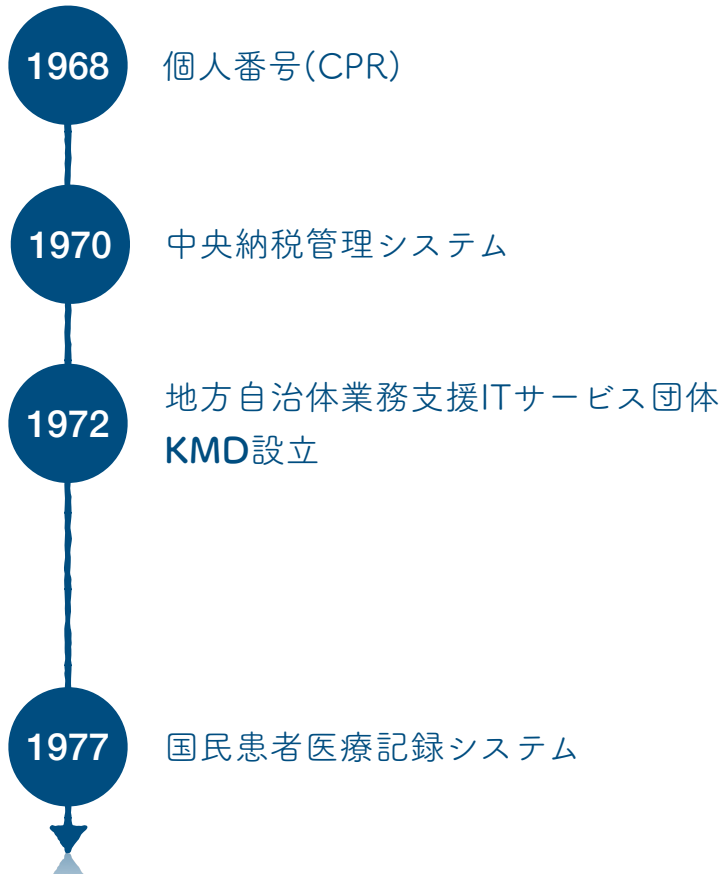 1968
個人番号(CPR)
1970
中央納税管理システム
1972
地方自治体業務支援ITサービス団体
KMD設立
1977
国民患者医療記録システム